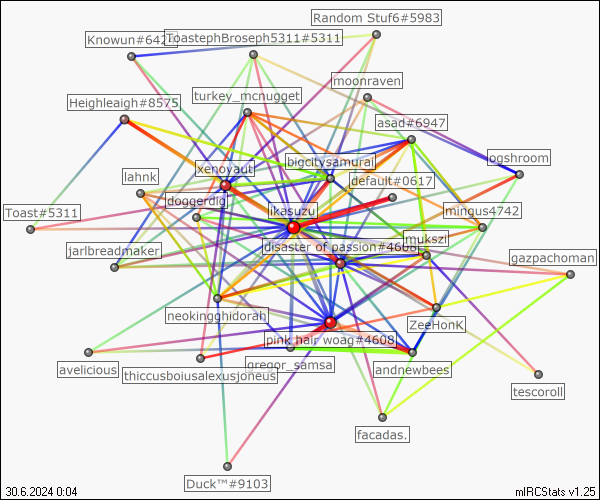 Random Stuf6#5983
Knowun#642
ToastephBroseph5311#5311
moonraven
turkey_mcnugget
Heighleaigh#8575
asad#6947
bigcitysamurai
ogshroom
xenoyaut
lahnk
default#0617
doggerdig
ikasuzu
mingus4742
Toast#5311
mukszil
disaster of passion#4608
jarlbreadmaker
gazpachoman
neokingghidorah
ZeeHonK
pink hair woag#4608
gregor_samsa
avelicious
andnewbees
thiccusboiusalexusjoneus
tescoroll
facadas.
Duck™#9103
30.6.2024 0:04
mIRCStats v1.25